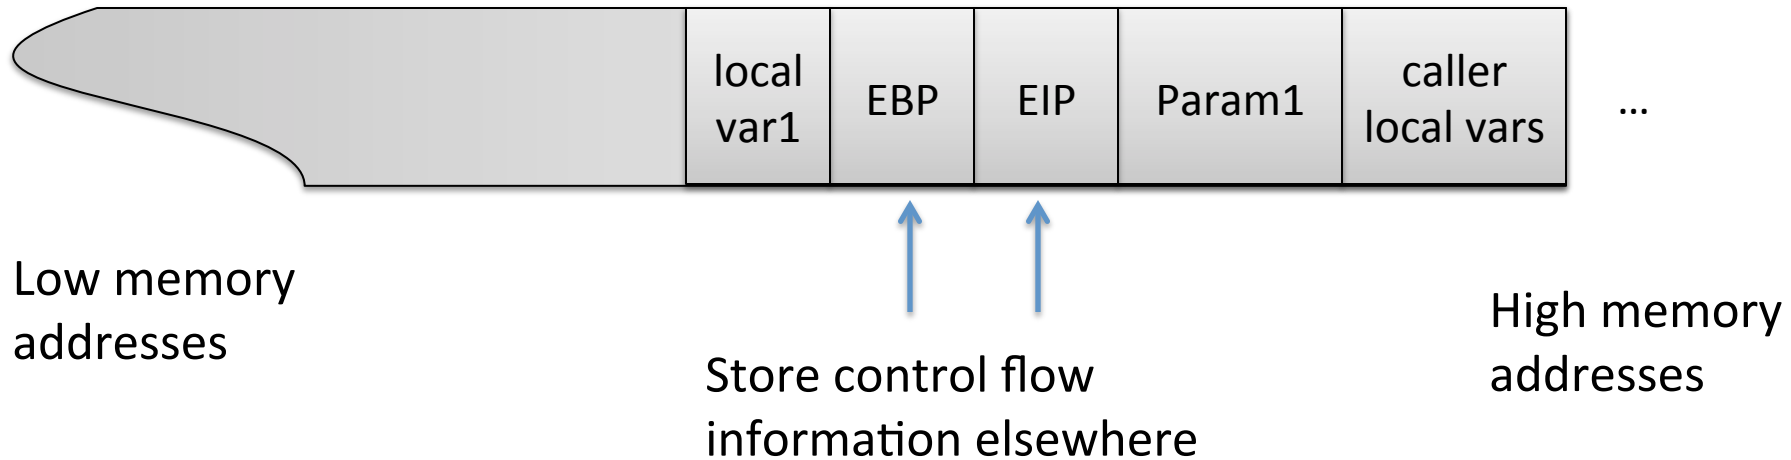 local
var1
EBP
EIP
Param1
caller
local vars
...
Low memory
addresses
High memory
addresses
Store control flow
information elsewhere